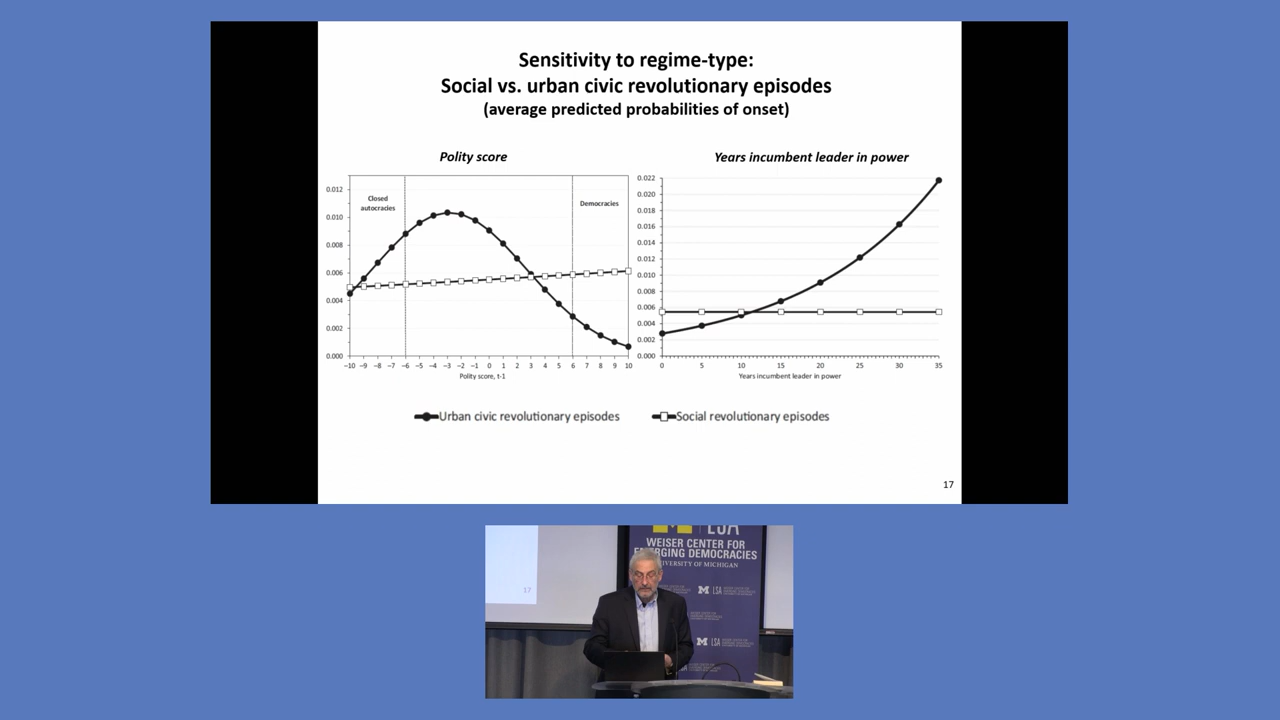 Sensitivity to regime-type:
Social vs. urban civic revolutionary episodes
(average predicted probabilities of onset)
Polity score
Years incumbent leader in power
0.012
0.010
0.008
0.006
0.004
0.002
0.000
Closed
autocracies
Democracies
−10 −9 −8 −7 −6 −5 −4 −3 −2 −1 0 1 2 3 4 5 6 7 8 9 10
Polity score, t-1
0.022
0.020
0.018
0.016
0.014
0.012
0.010
0.008
0.006
0.004
0.002
0.000
0 5 10 15 20 25 30 35
Years incumbent leader in power
Urban civic revolutionary episodes
Social revolutionary episodes
17
17
LSA
WEISER CENTER FOR
EMERGING DEMOCRACIES
UNIVERSITY OF MICHIGAN
M LSA
M LSA